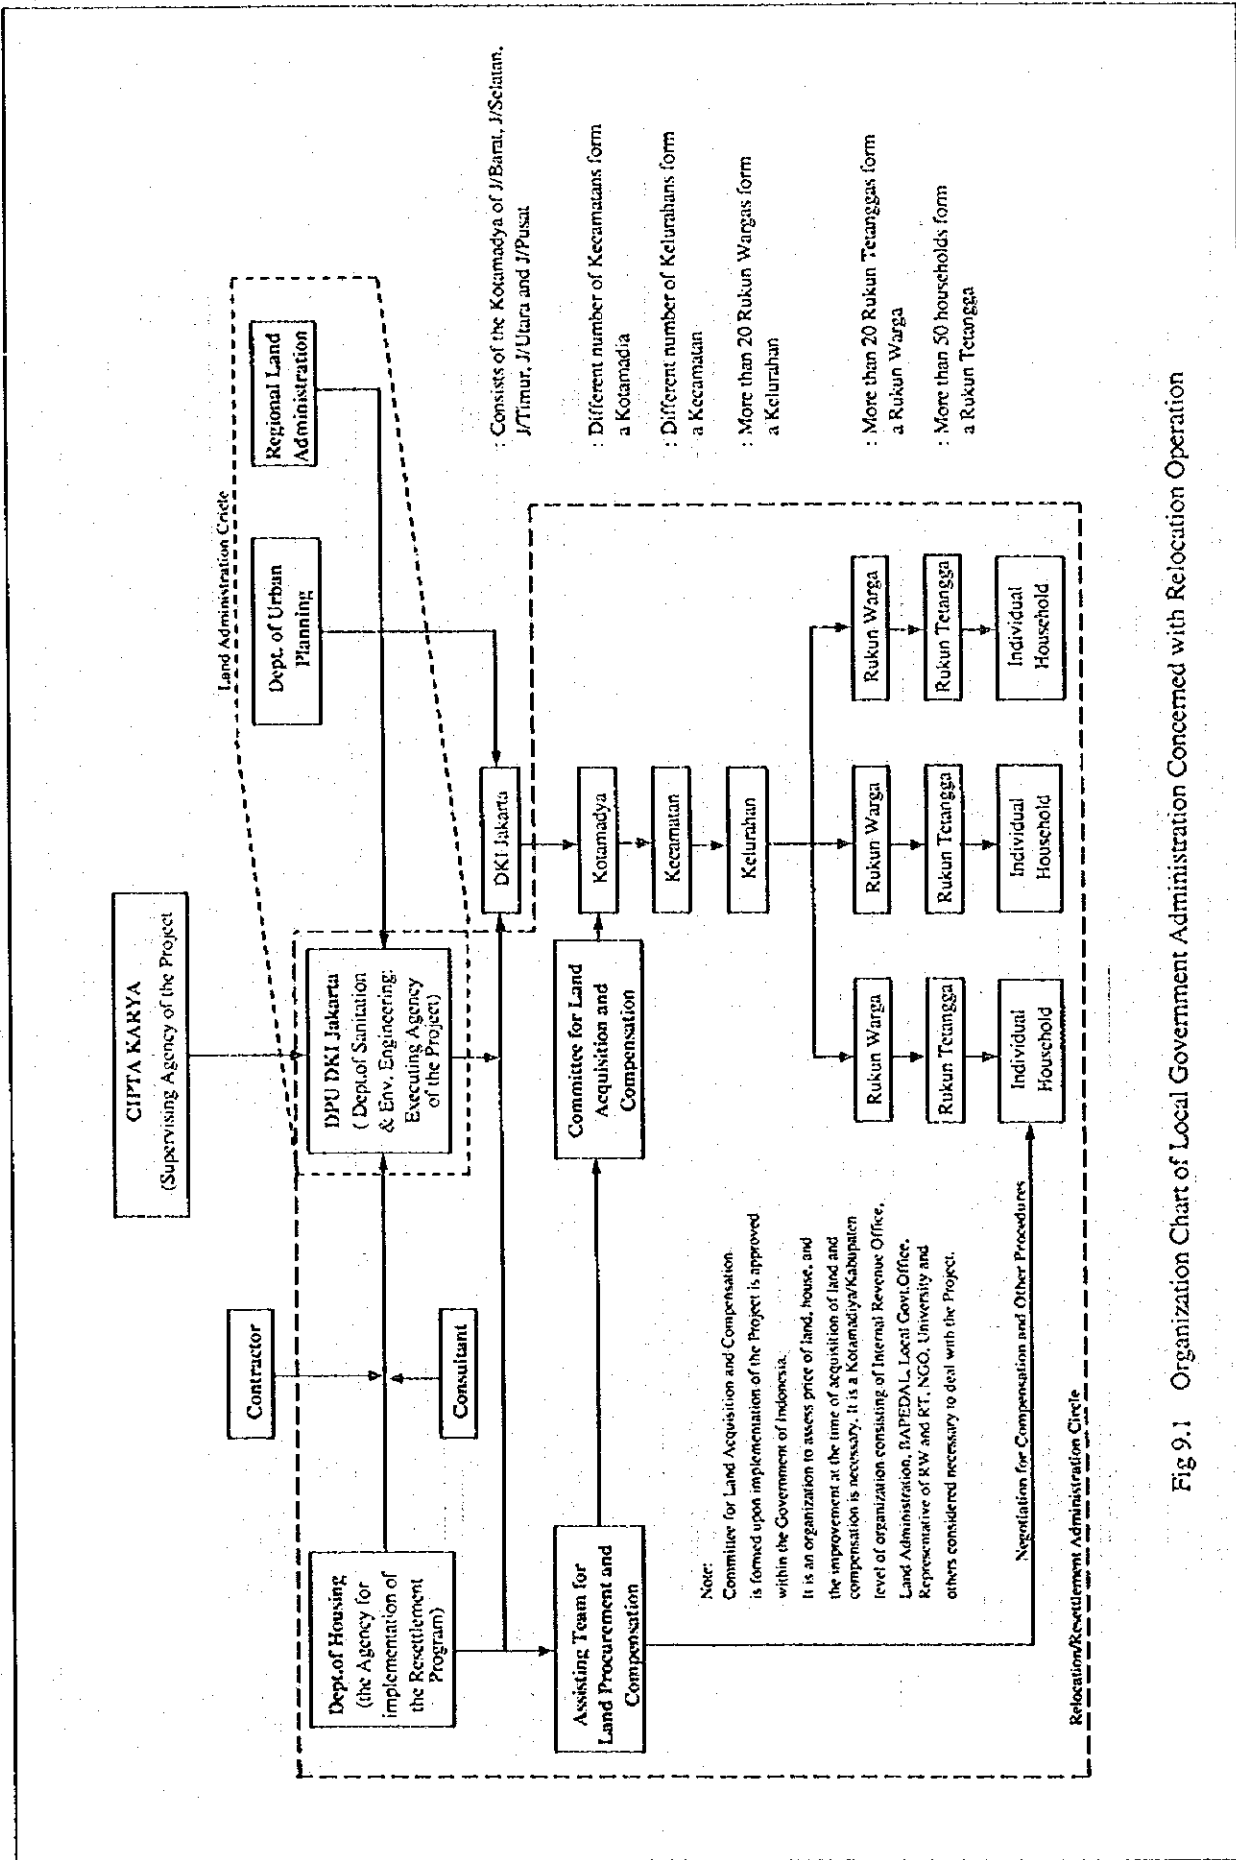 CIPTA KARYA
(Supervising Agency of the Project
Land Administration Cricle
Contractor
Consultant
Dept. of Urban
Planning
Regional Land
Administration
Dept.of Housing
(the Agency for
implementation of
the Resettlement
Program)
DPU DKI Jakarta
( Dept.of Sanitation
& Env. Engineering:
Executing Agency
of the Project)
DKI Jakarta
: Consists of the Kotamadya of J/Barat, J/Selatan,
J/Timur, J/Utara and J/Pusat
Assisting Team for
Land Procurement and
Compensation
Committee for Land
Acquisition and
Compensation
Kotamadya
: Different number of Kecamatans form
a Kotamadia
Kecamatan
: Different number of Kelurahans form
a Kecamatan
Kelurahan
: More than 20 Rukun Wargas form
a Kelurahan
Note:
Committee for Land Acquisition and Compensation
is formed upon implementation of the Project is approved
within the Government of Indonesia.
It is an organization to assess price of land, house, and
the improvement at the time of acquisition of land and
compensation is necessary. It is a Kotamadiya/Kabupaten
level of organization consisting of Internal Revenue Office,
Land Administration, BAPEDAL, Local Govt.Office,
Representative of RW and RT, NGO, University and
others considered necessary to deal with the Project.
Rukun Warga
Rukun Warga
Rukun Warga
: More than 20 Rukun Tetanggas form
a Rukun Warga
Rukun Tetangga
Rukun Tetangga
Rukun Tetangga
: More than 50 households form
a Rukun Tetangga
Negotiation for Compensation and Other Procedures
Individual
Household
Individual
Household
Individual
Household
Relocation/Resettlement Administration Circle
Fig 9.1 Organization Chart of Local Government Administration Concerned with Relocation Operation